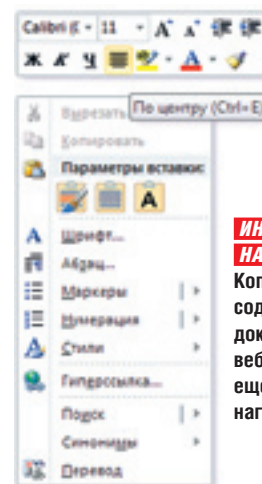 Calibri (С 11 А А
Ж К Ч А
По центру (Ctrl+E)
Вырезать
Копировать
Параметры вставки:
А
Шрифт...
Абзац...
Маркеры
Нумерация
Стили
Гиперссылка...
Поиск
Синонимы
Перевод
ИН
НА
Коп
сод
док
веб
еще
наг